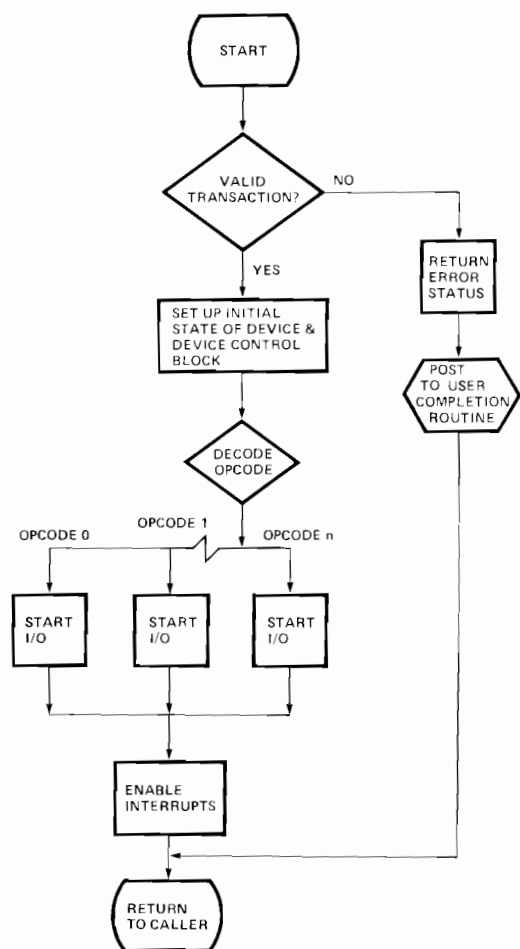 START
VALID
TRANSACTION?
NO
YES
RETURN
ERROR
STATUS
SET UP INITIAL
STATE OF DEVICE &
DEVICE CONTROL
BLOCK
POST
TO USER
COMPLETION
ROUTINE
DECODE
OPCODE
OPCODE 0
OPCODE 1
OPCODE n
START
I/O
START
I/O
START
I/O
ENABLE
INTERRUPTS
RETURN
TO CALLER